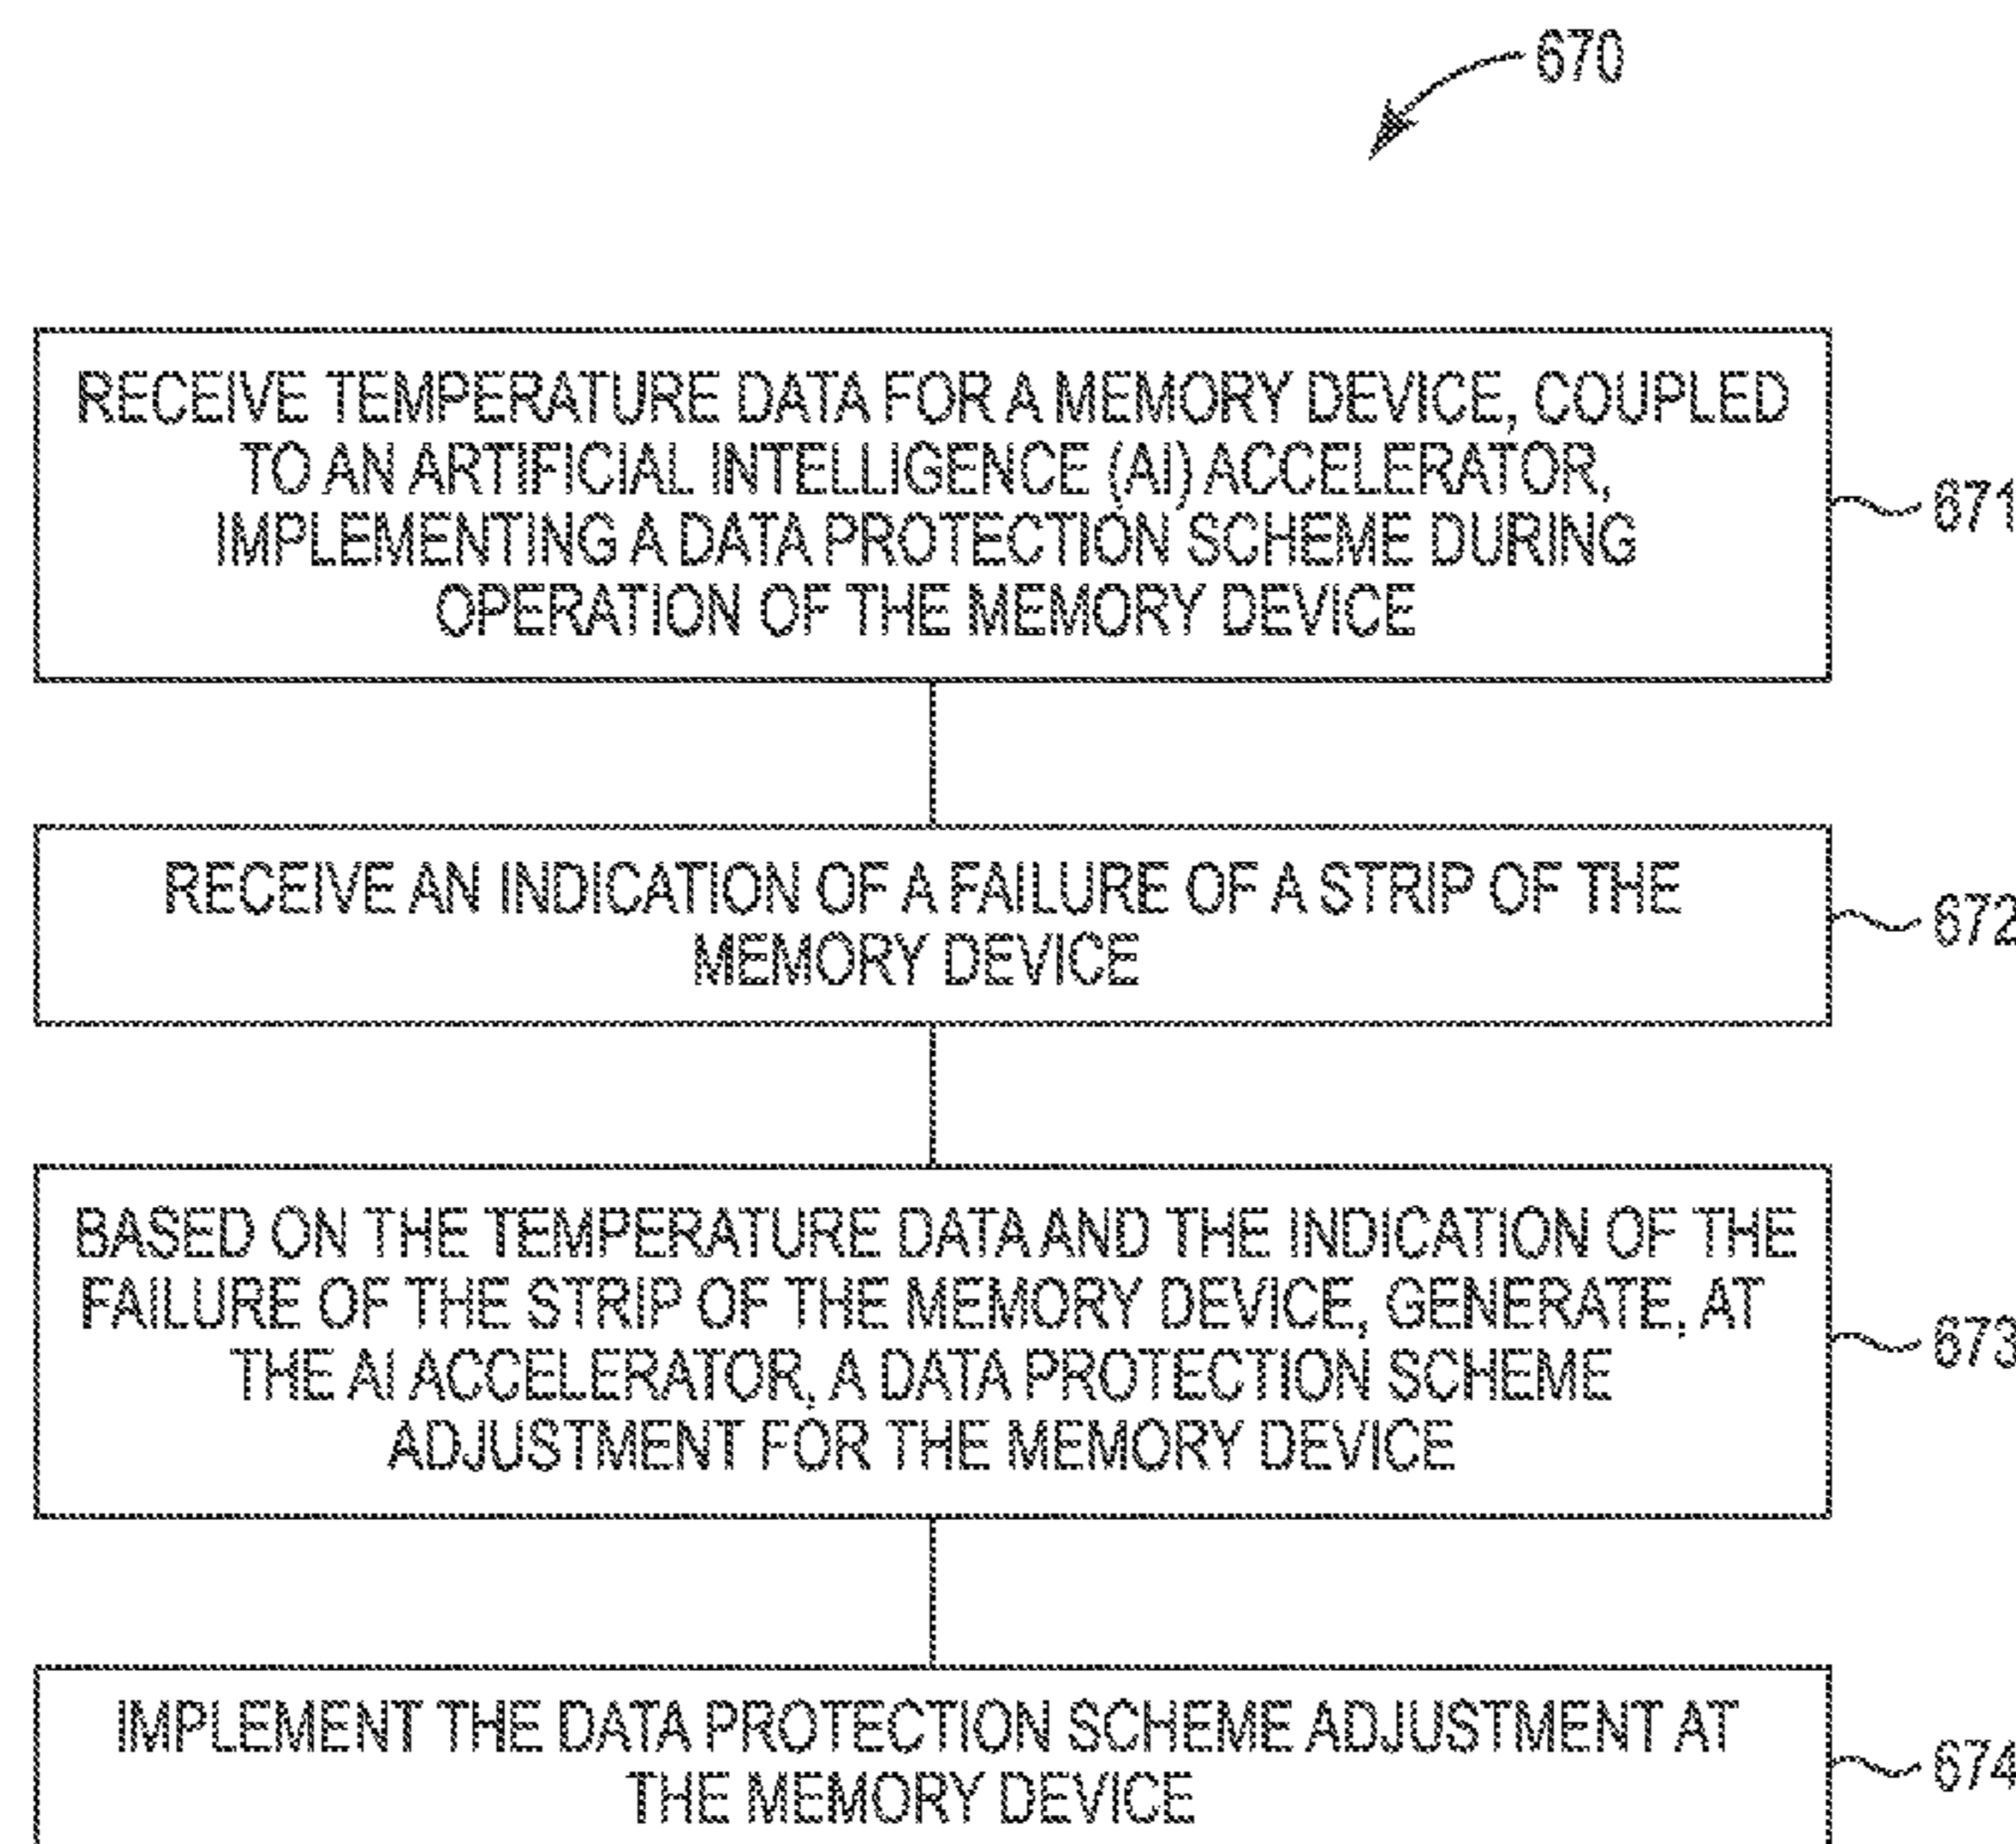 670
RECEIVE TEMPERATURE DATA FOR A MEMORY DEVICE, COUPLED
TO AN ARTIFICIAL INTELLIGENCE (AI) ACCELERATOR,
IMPLEMENTING A DATA PROTECTION SCHEME DURING
OPERATION OF THE MEMORY DEVICE
671
RECEIVE AN INDICATION OF A FAILURE OF A STRIP OF THE
MEMORY DEVICE
672
BASED ON THE TEMPERATURE DATA AND THE INDICATION OF THE
FAILURE OF THE STRIP OF THE MEMORY DEVICE, GENERATE, AT
THE AI ACCELERATOR, A DATA PROTECTION SCHEME
ADJUSTMENT FOR THE MEMORY DEVICE
673
IMPLEMENT THE DATA PROTECTION SCHEME ADJUSTMENT AT
THE MEMORY DEVICE
674